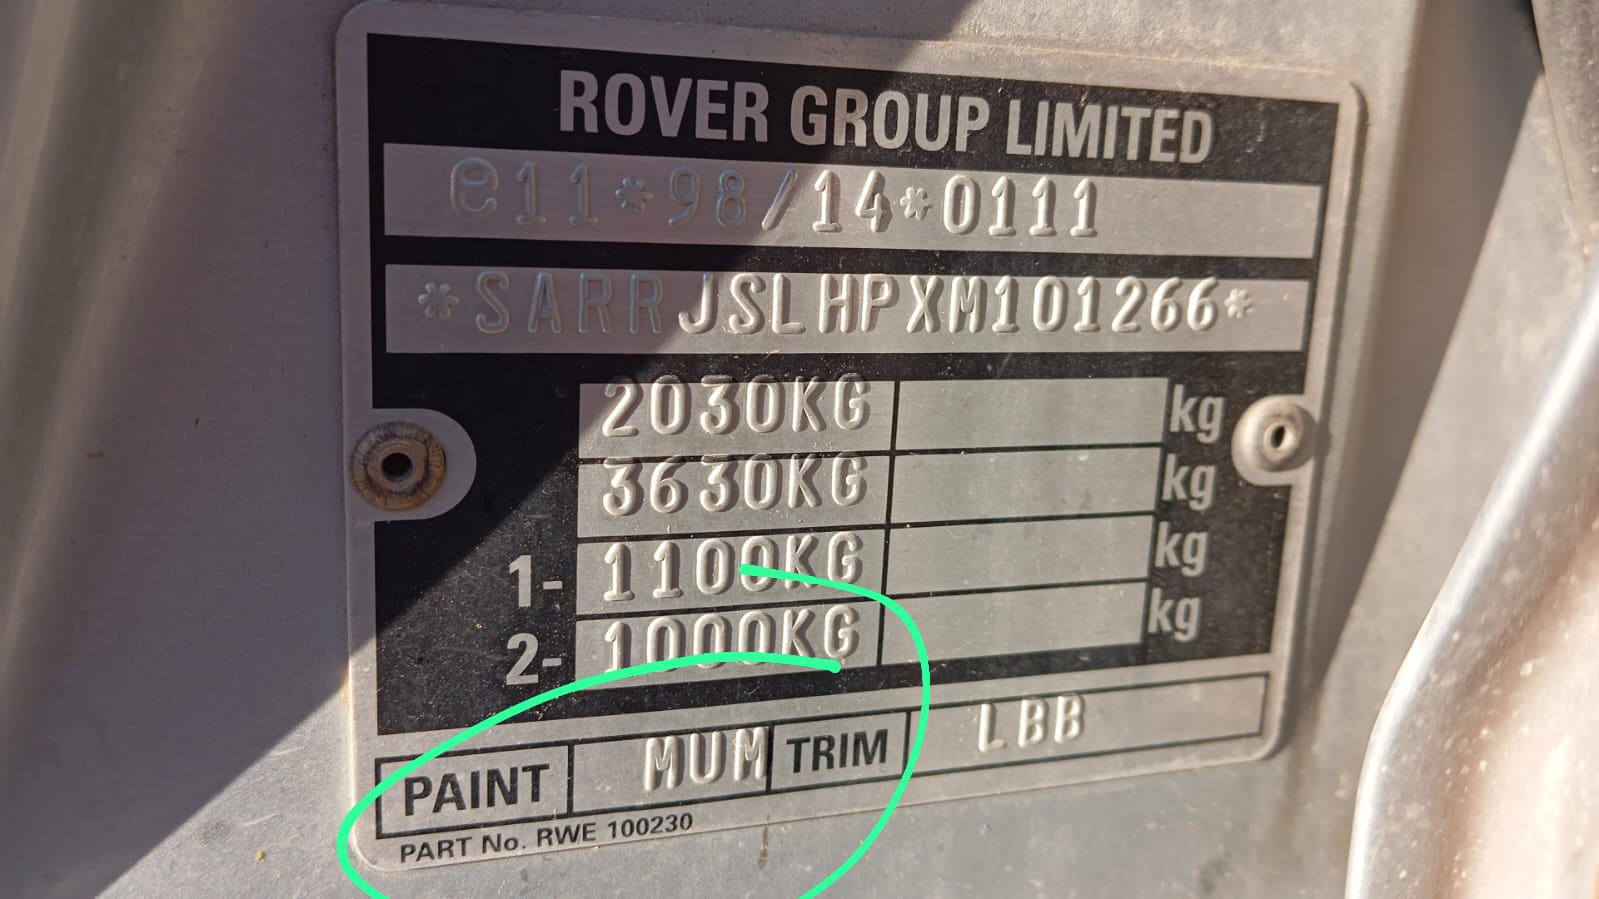 ROVER GROUP LIMITED
e11*98/14*0111
*SARRJSLHPXM101266*
2030KG kg
3630KG kg
1- 1100KG kg
2- 1000KG kg
PAINT MUM TRIM LBB
PART No. RWE 100230